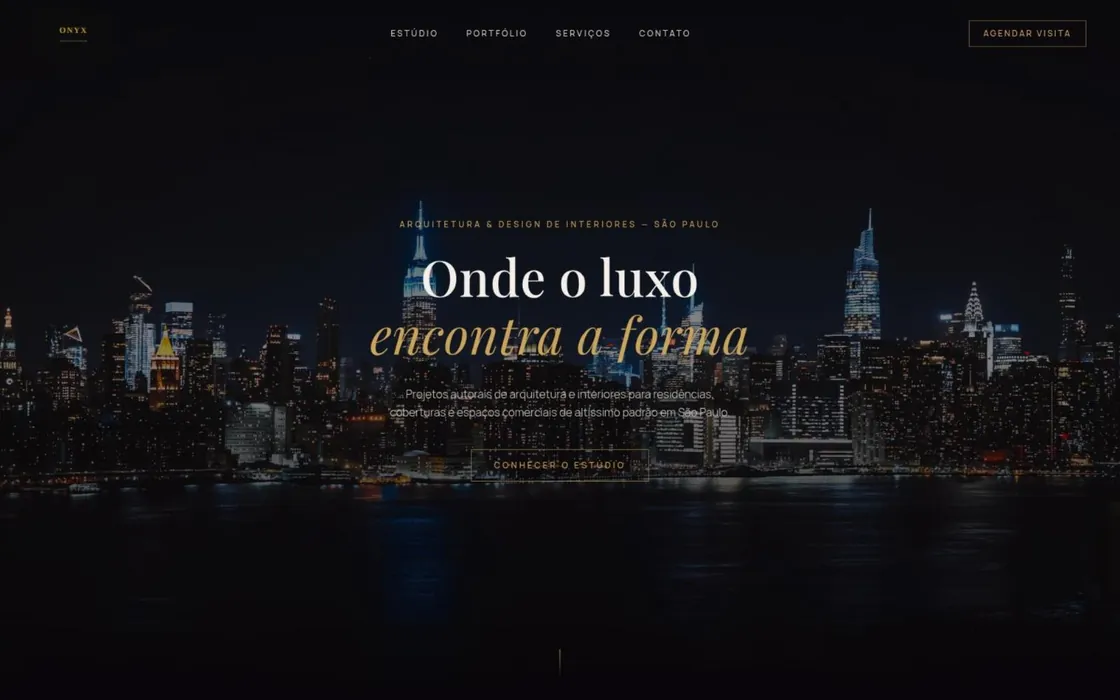 ONYX
ESTÚDIO
PORTFÓLIO
SERVIÇOS
CONTATO
AGENDAR VISITA
ARQUITETURA & DESIGN DE INTERIORES — SÃO PAULO
Onde o luxo
encontra a forma
Projetos autorais de arquitetura e interiores para residências,
coberturas e espaços comerciais de altíssimo padrão em São Paulo.
CONHECER O ESTÚDIO